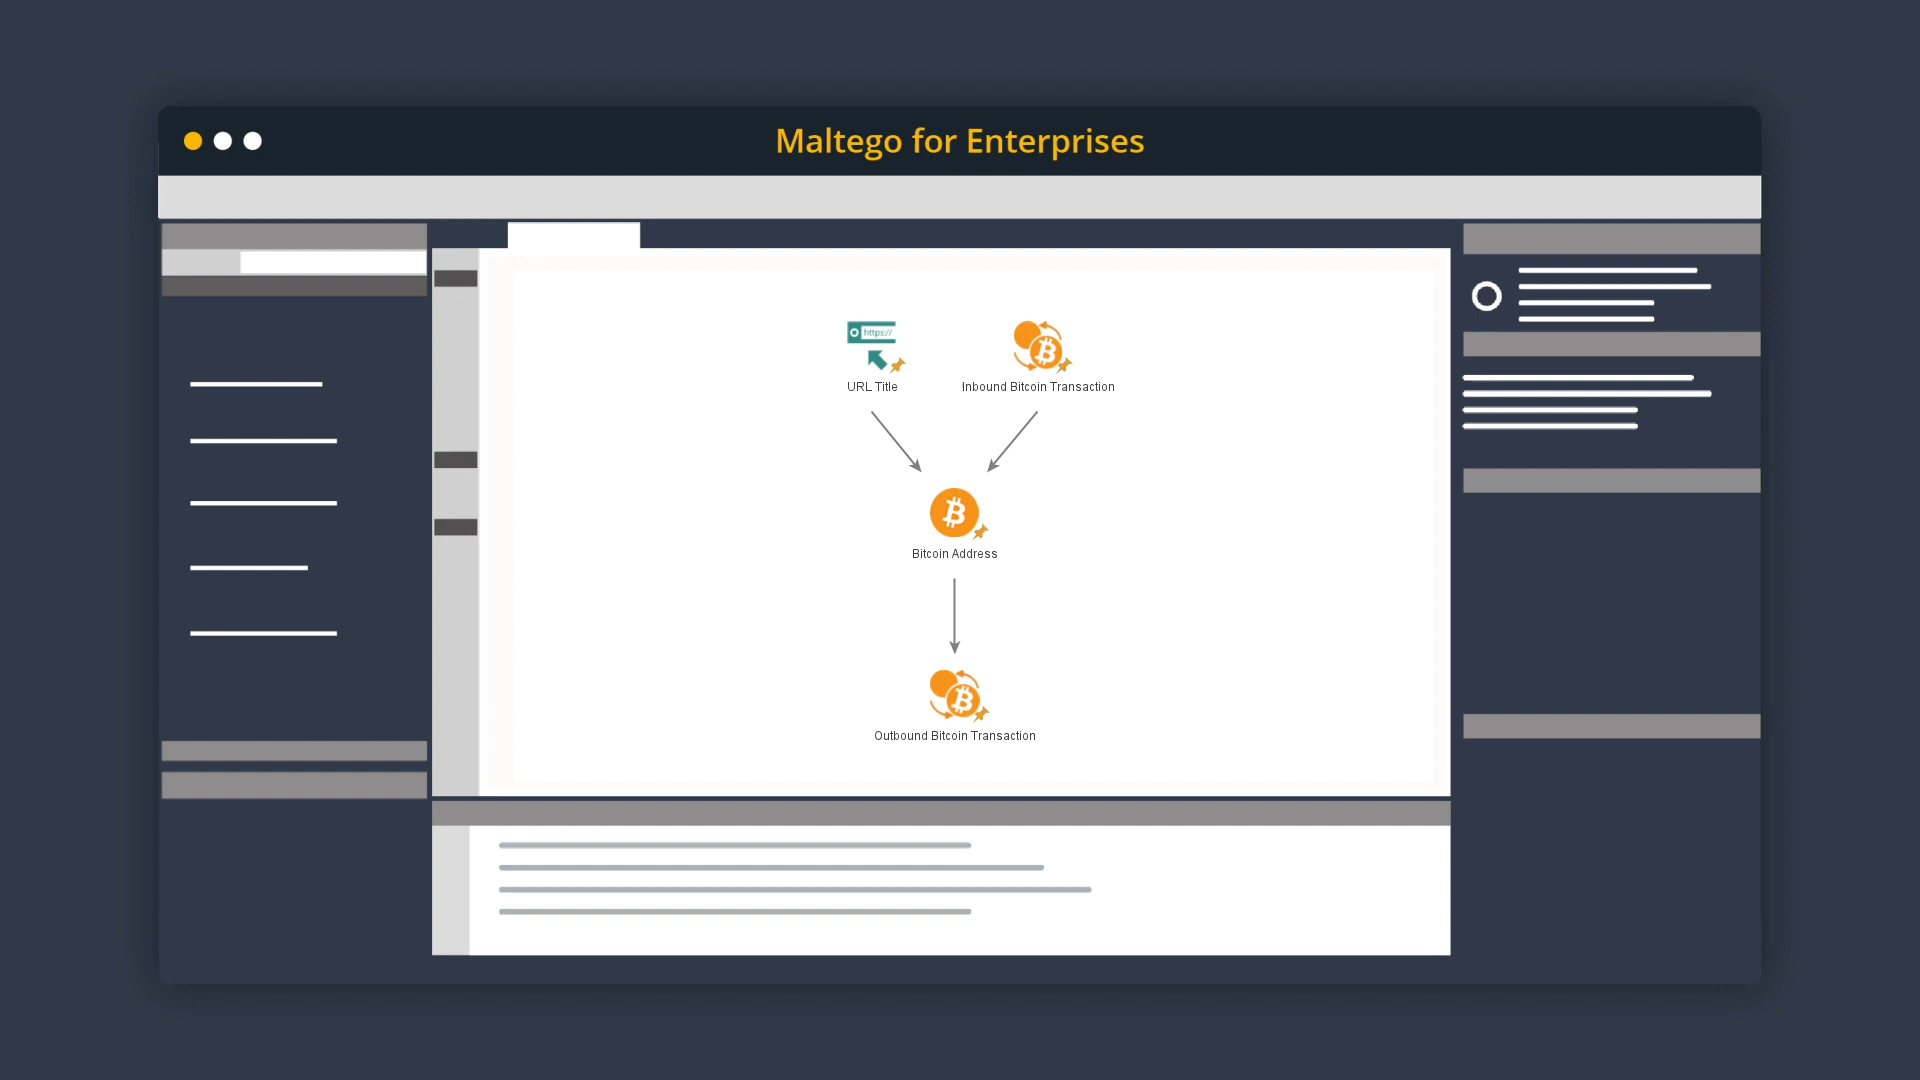 Maltego for Enterprises
https://
URL Title
Inbound Bitcoin Transaction
Bitcoin Address
Outbound Bitcoin Transaction